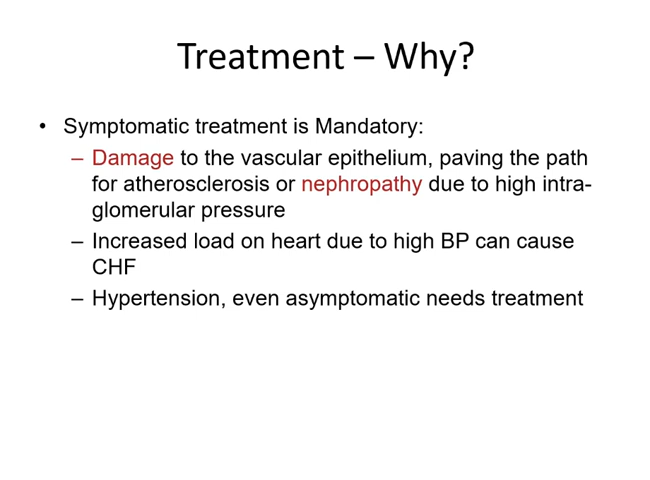 Treatment – Why?
• Symptomatic treatment is Mandatory:
– Damage to the vascular epithelium, paving the path
for atherosclerosis or nephropathy due to high intra-
glomerular pressure
– Increased load on heart due to high BP can cause
CHF
– Hypertension, even asymptomatic needs treatment